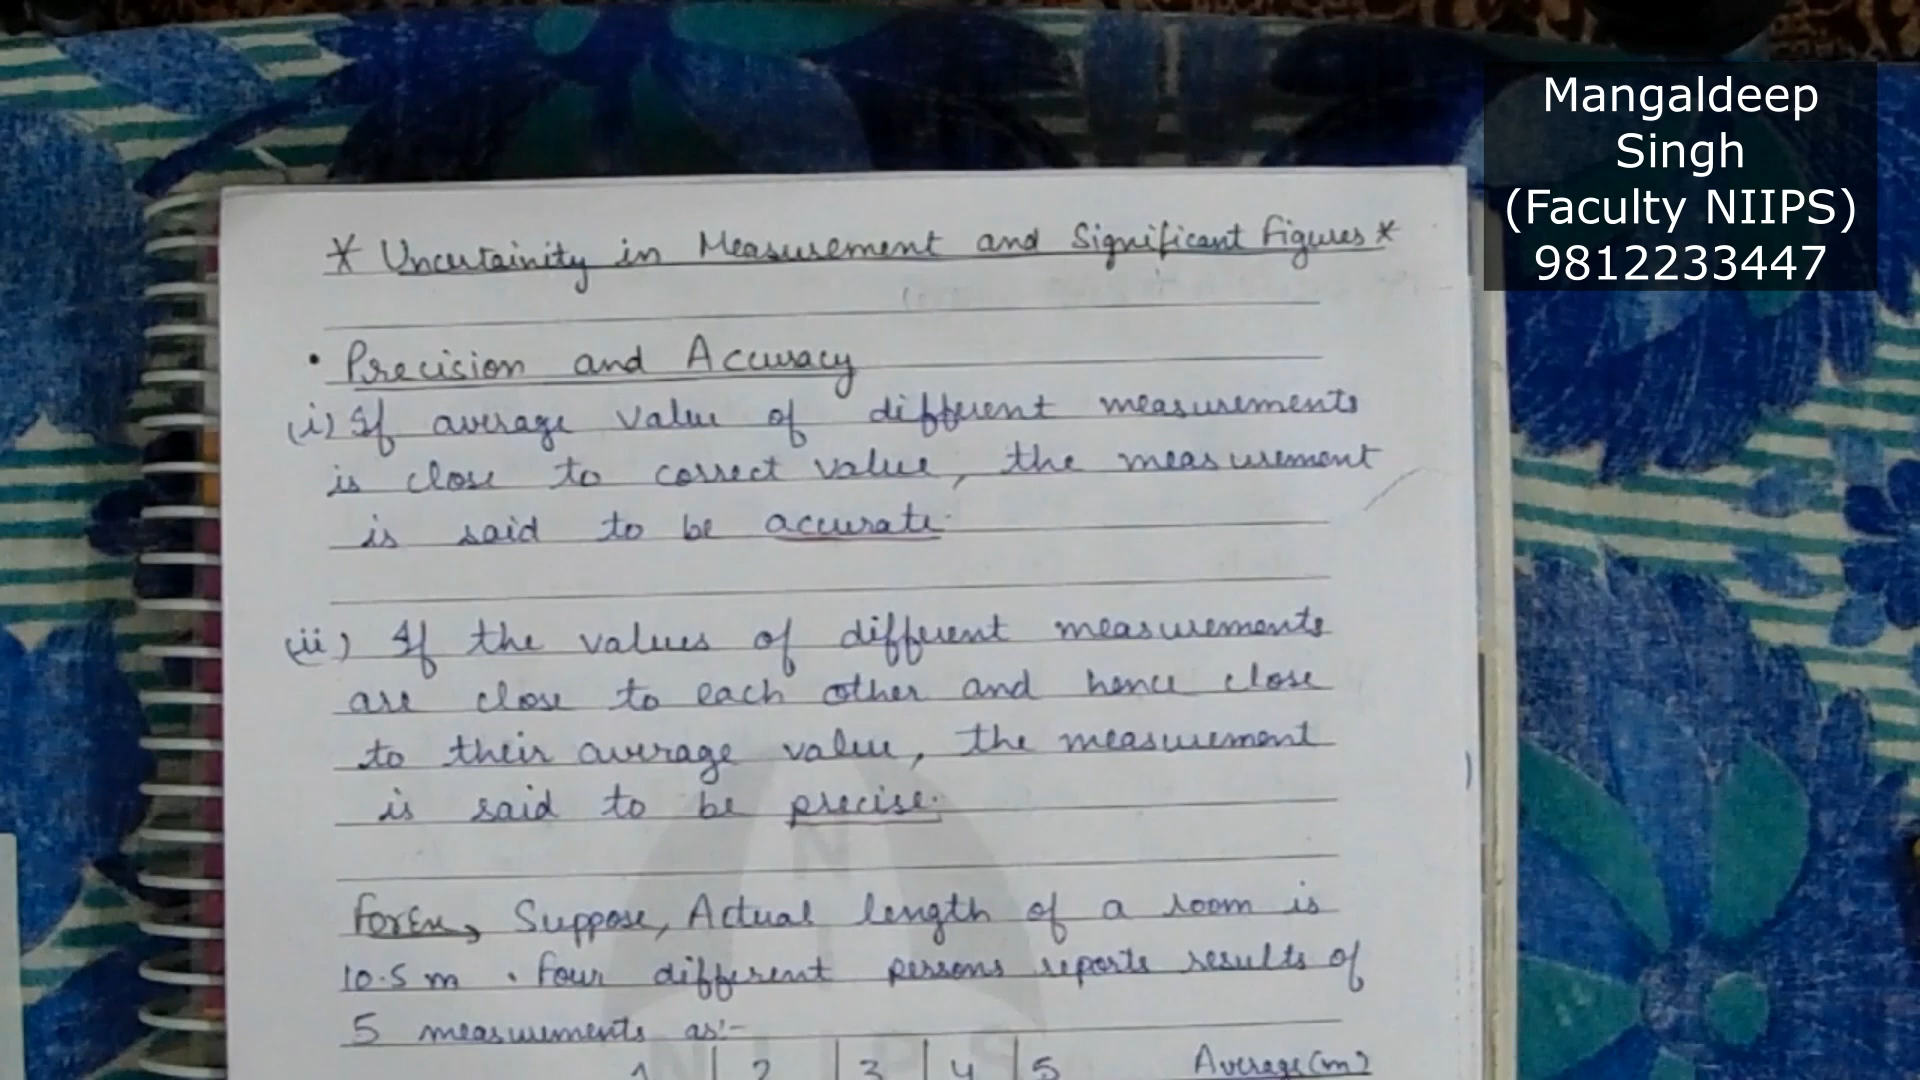 Mangaldeep
Singh
(Faculty NIIPS)
9812233447
* Uncertainity in Measurement and Significant Figures *
• Precision and Accuracy
(i) If average value of different measurements
is close to correct value, the measurement
is said to be accurate.
(ii) If the values of different measurements
are close to each other and hence close
to their average value, the measurement
is said to be precise.
For Ex, Suppose, Actual length of a room is
10.5 m . Four different persons reports results of
5 measurements as:-
1 2 3 4 5 Average (m)
N
N I I P S